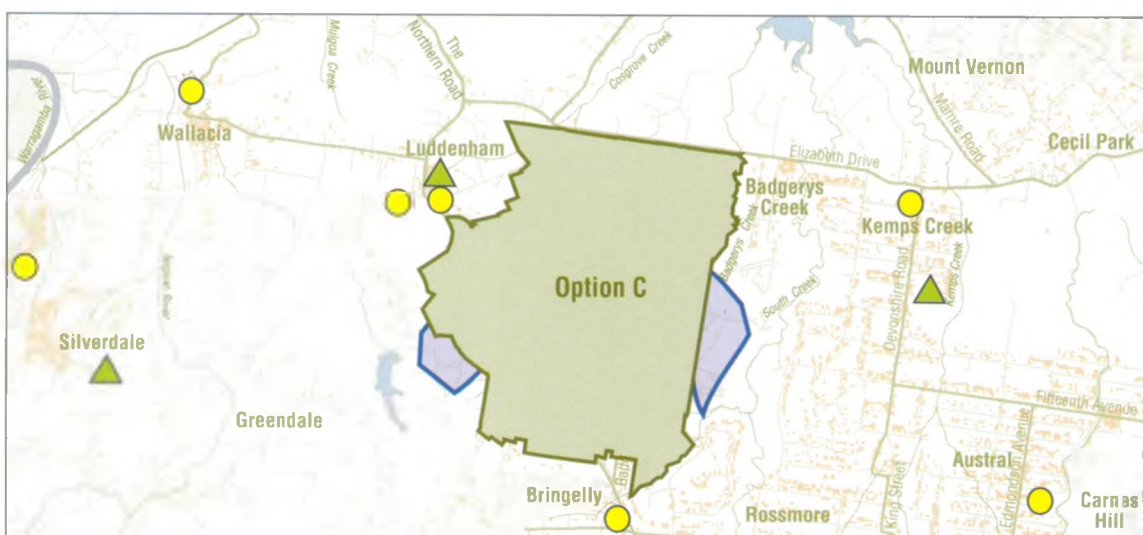 Mulgoa Creek
The
Northern Road
Cosgrove Creek
Mount Vernon
Warragamba
River
Wallacia
Luddenham
Mamre Road
Cecil Park
Elizabeth Drive
Badgerys
Creek
Badgerys Creek
Kemps Creek
Kemps Creek
Option C
South Creek
Devonshire Road
Silverdale
Greendale
Fifteenth Avenue
Austral
Edmondson Avenue
King Street
Bringelly
Rossmore
Carnes
Hill